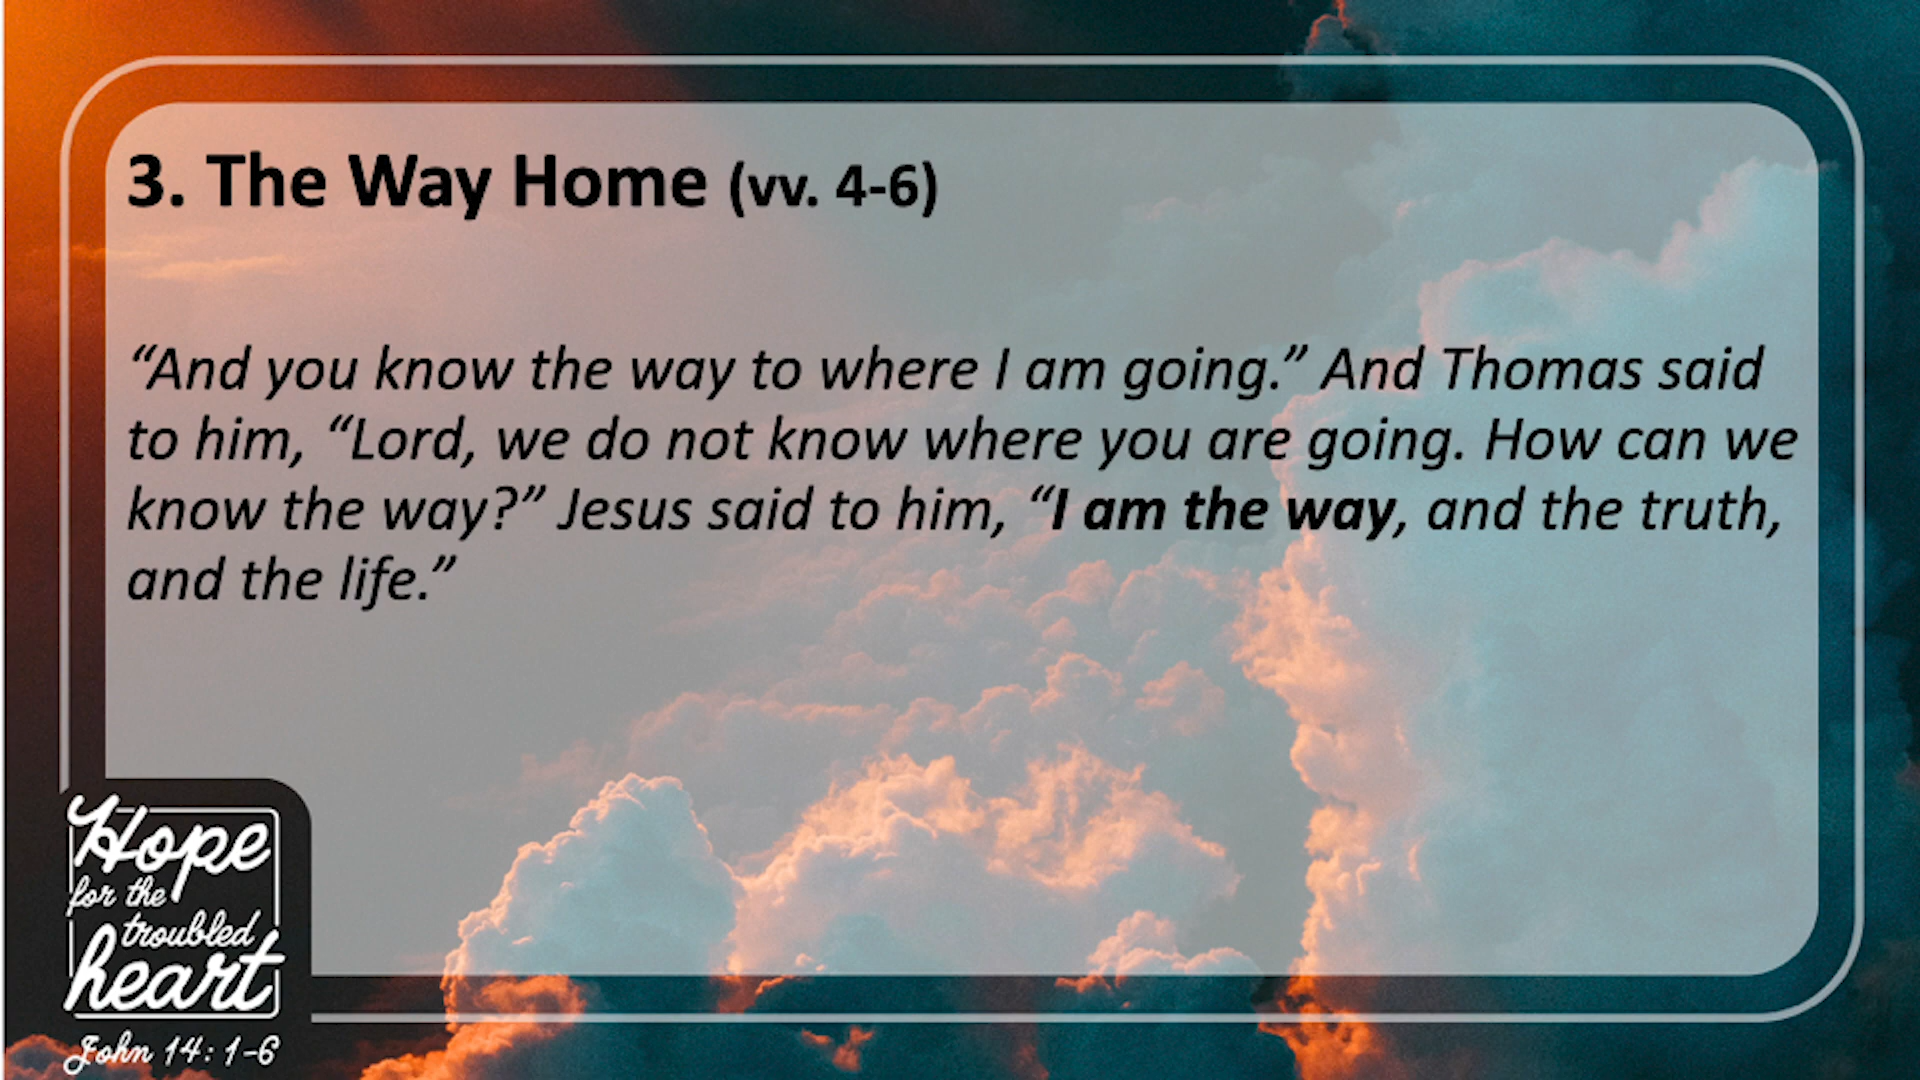 3. The Way Home (vv. 4-6)
“And you know the way to where I am going.” And Thomas said
to him, “Lord, we do not know where you are going. How can we
know the way?” Jesus said to him, “I am the way, and the truth,
and the life.”
Hope
for the
troubled
heart
John 14: 1-6